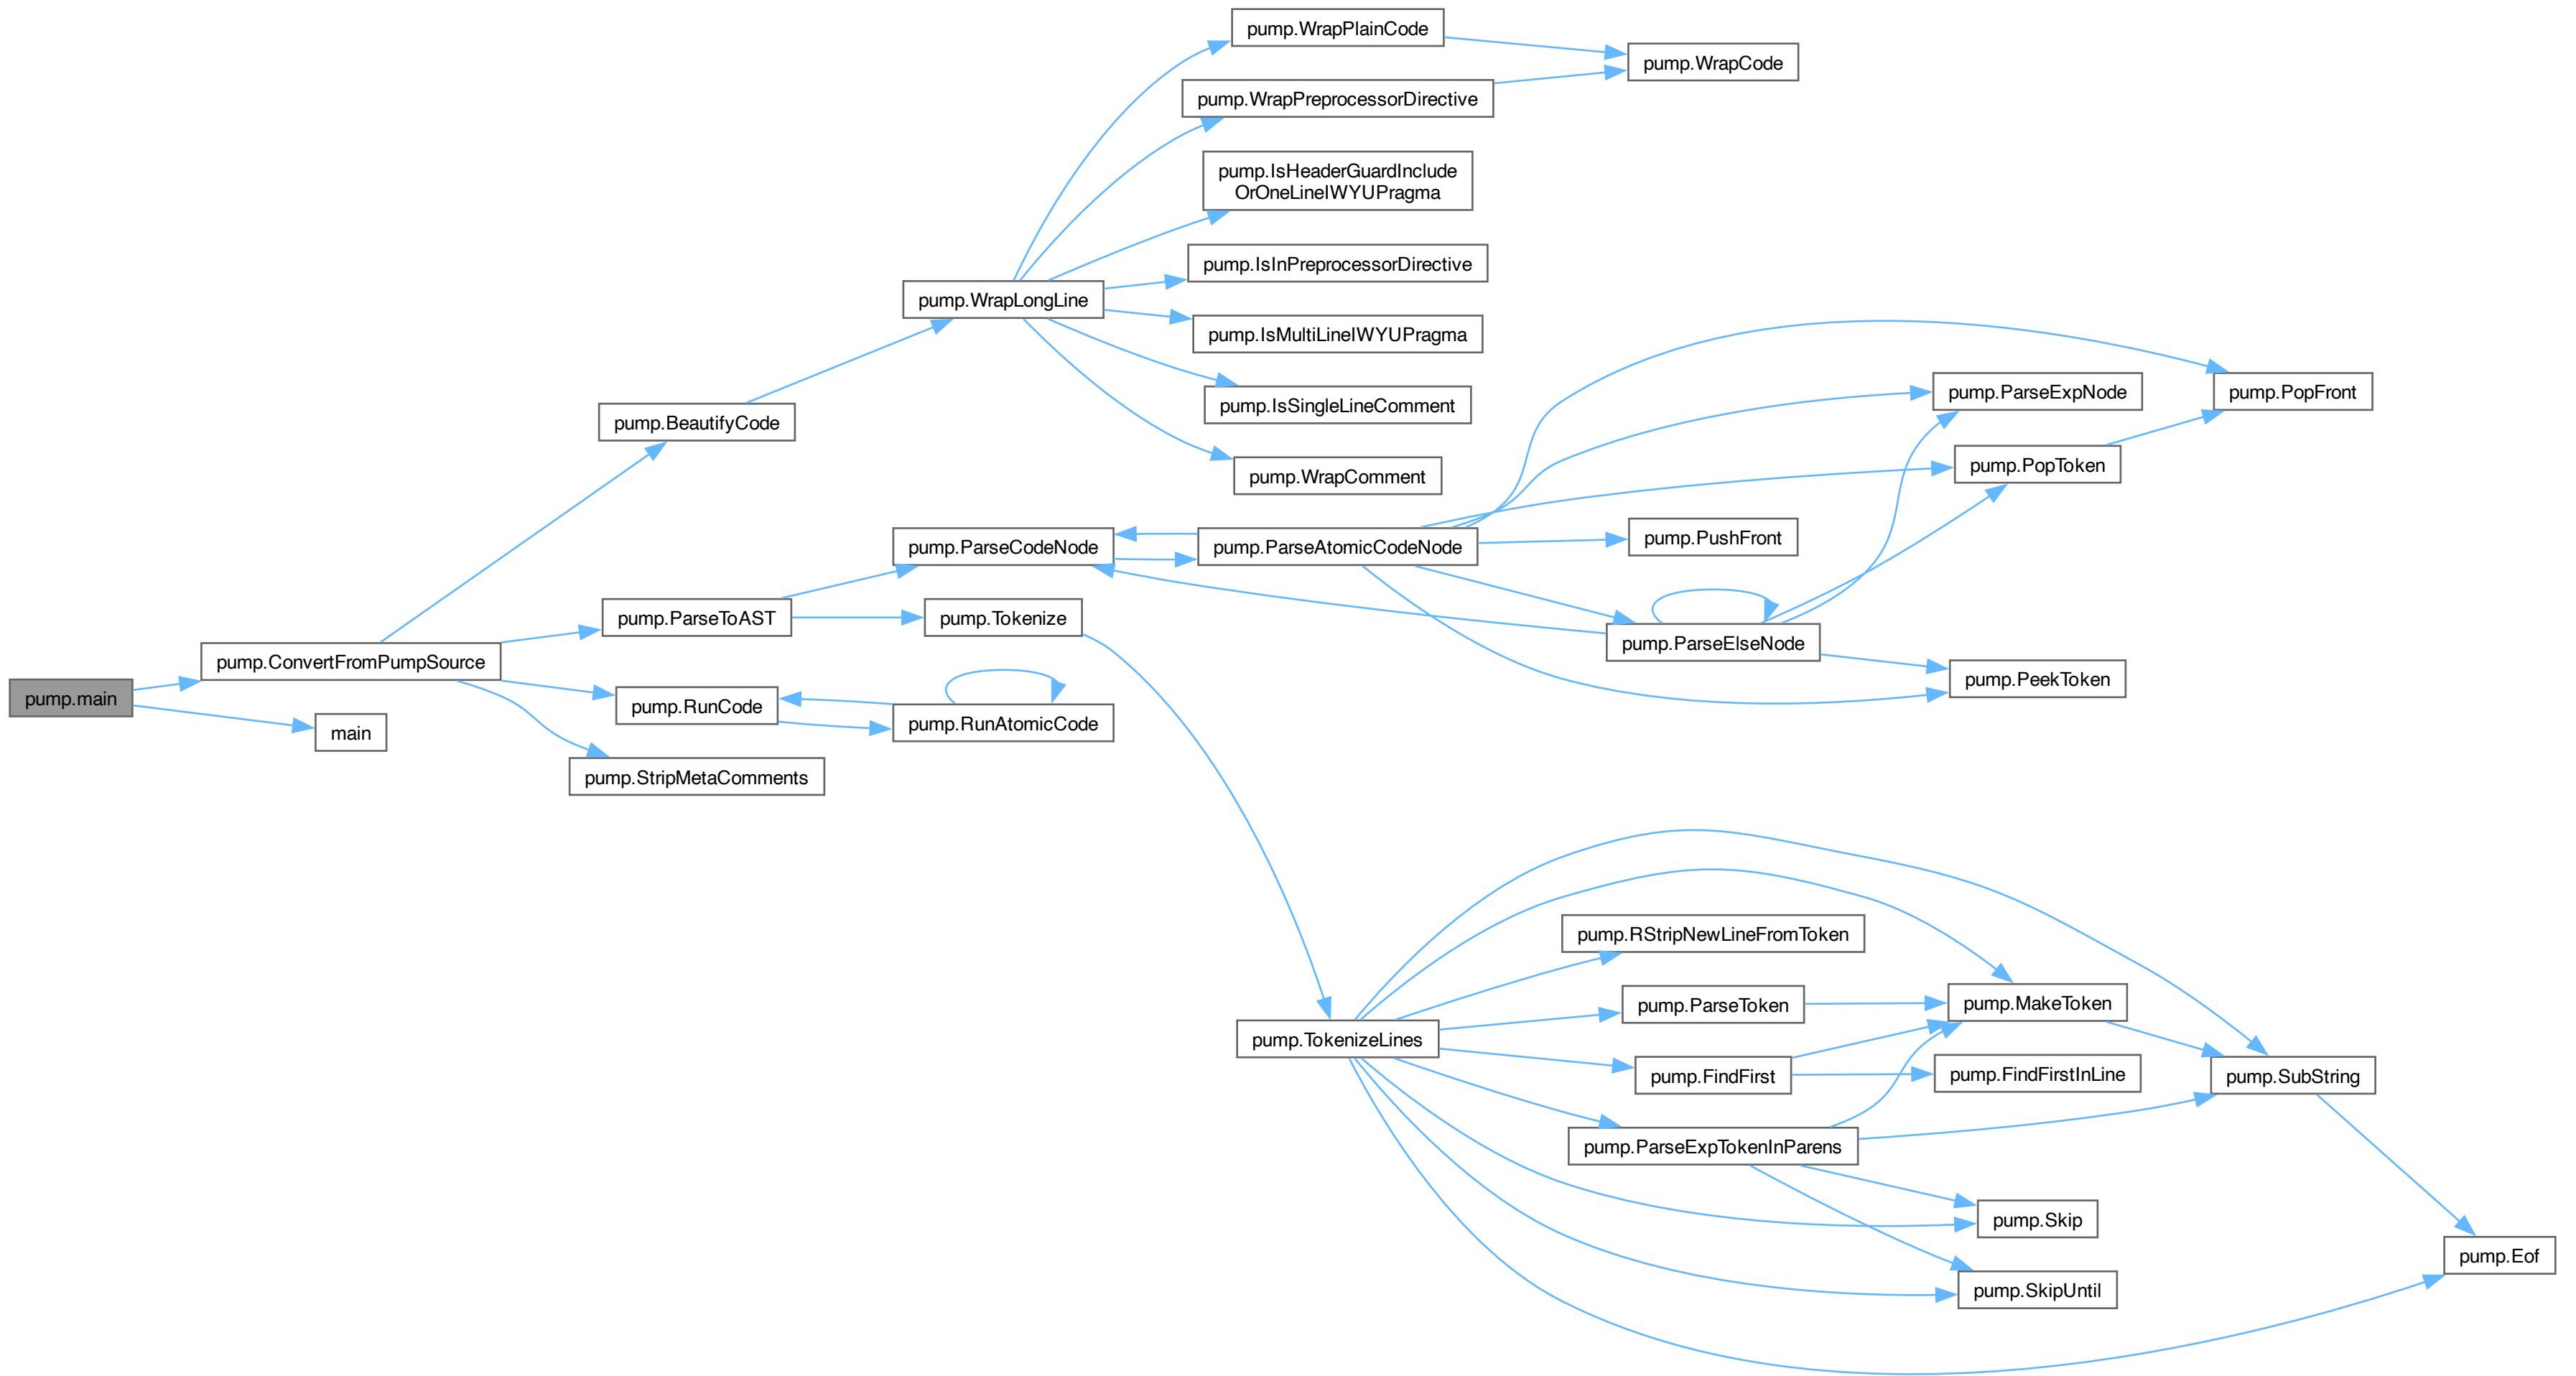 pump.WrapPlainCode
pump.WrapCode
pump.WrapPreprocessorDirective
pump.IsHeaderGuardInclude
OrOneLineIWYUPragma
pump.IsInPreprocessorDirective
pump.WrapLongLine
pump.IsMultiLineIWYUPragma
pump.ParseExpNode
pump.PopFront
pump.IsSingleLineComment
pump.BeautifyCode
pump.PopToken
pump.WrapComment
pump.PushFront
pump.ParseCodeNode
pump.ParseAtomicCodeNode
pump.ParseToAST
pump.Tokenize
pump.ParseElseNode
pump.ConvertFromPumpSource
pump.PeekToken
pump.main
pump.RunCode
pump.RunAtomicCode
main
pump.StripMetaComments
pump.RStripNewLineFromToken
pump.ParseToken
pump.MakeToken
pump.TokenizeLines
pump.FindFirst
pump.FindFirstInLine
pump.SubString
pump.ParseExpTokenInParens
pump.Skip
pump.Eof
pump.SkipUntil